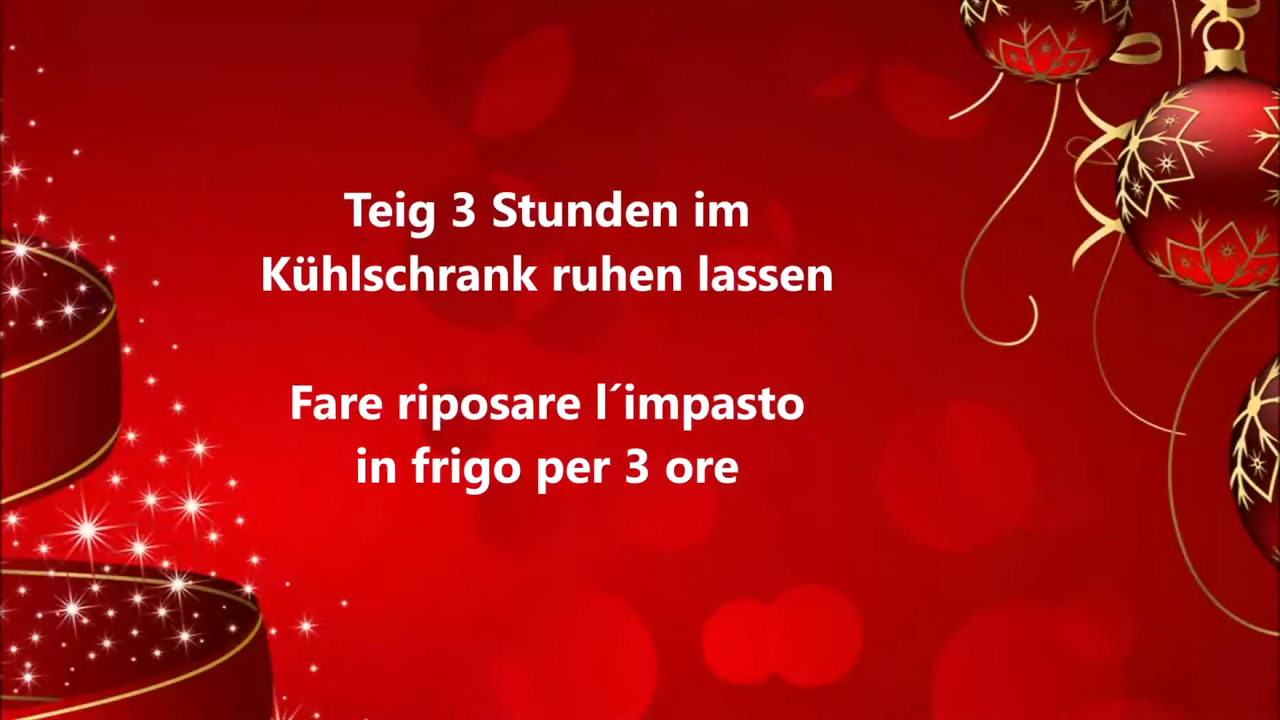 Teig 3 Stunden im
Kühlschrank ruhen lassen
Fare riposare l´impasto
in frigo per 3 ore